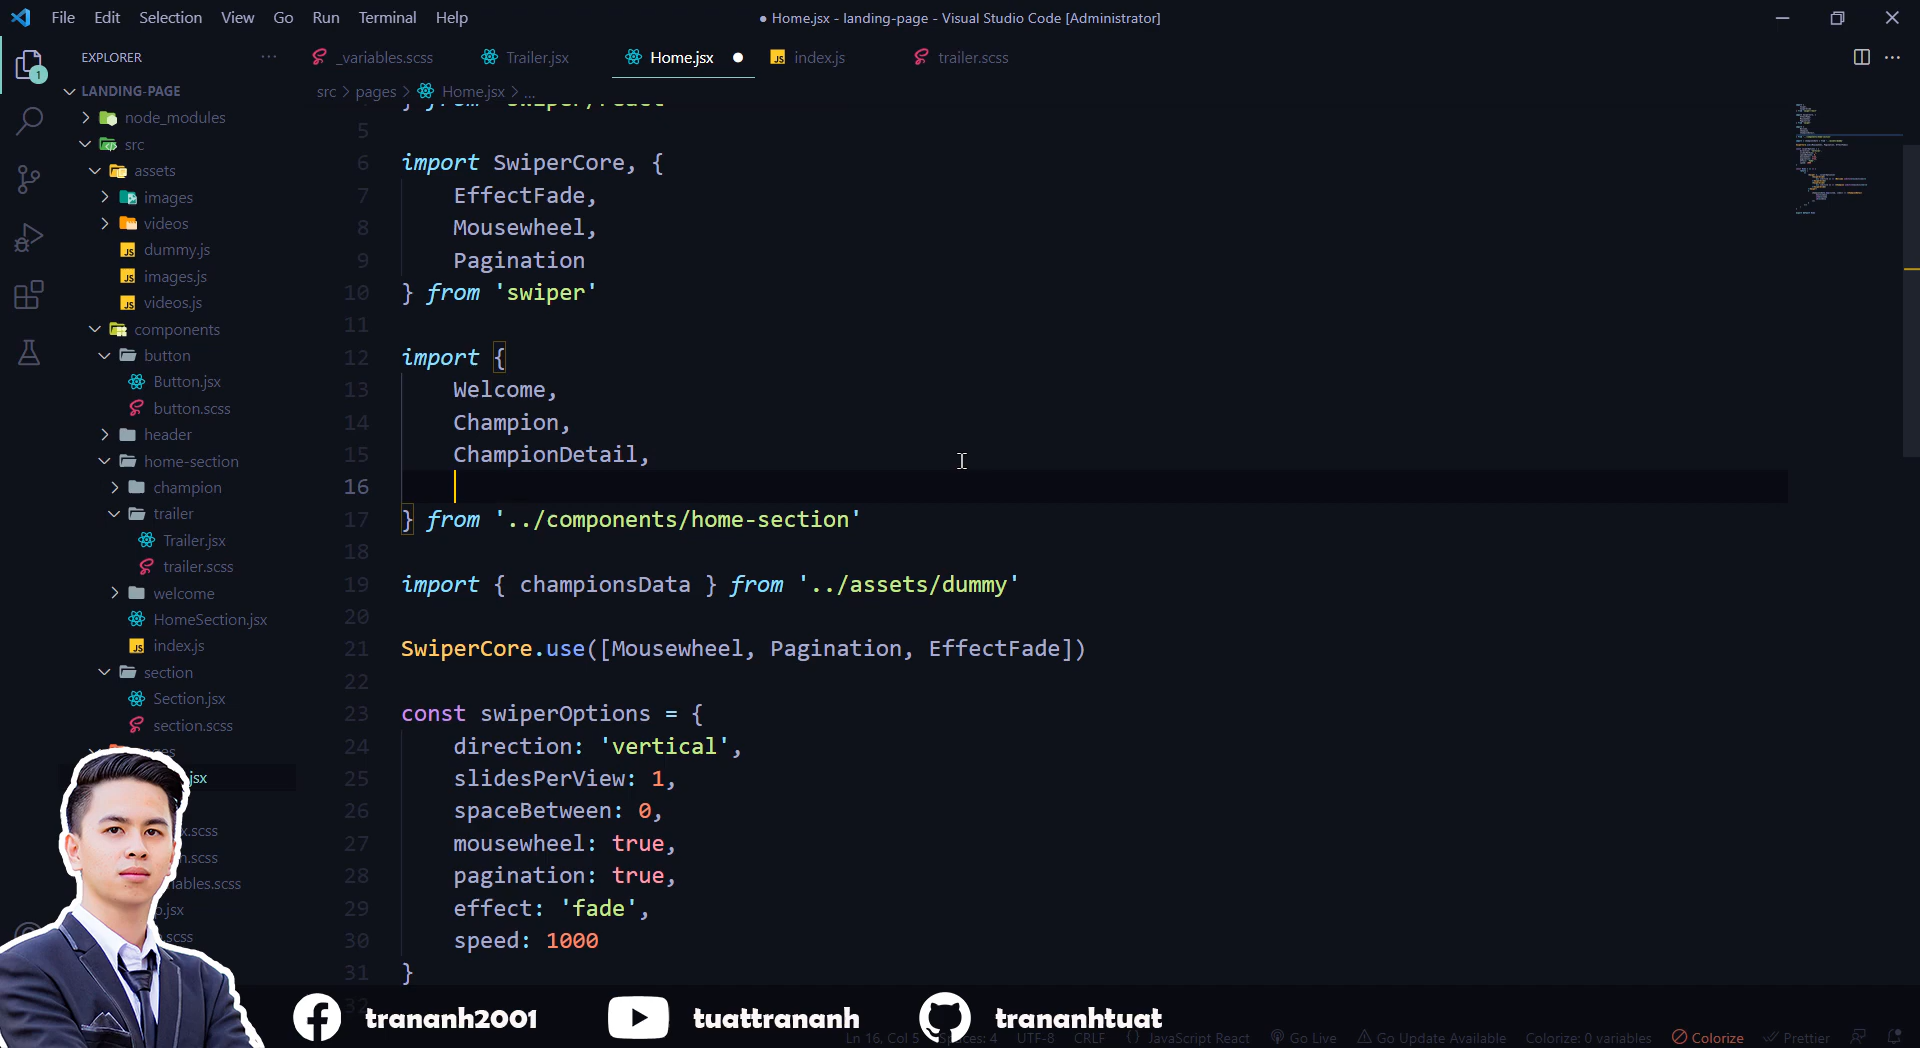 File Edit Selection View Go Run Terminal Help
● Home.jsx - landing-page - Visual Studio Code [Administrator]
EXPLORER
_variables.scss
Trailer.jsx
Home.jsx
index.js
trailer.scss
1
LANDING-PAGE
src > pages > Home.jsx > ...
node_modules
src
assets
images
videos
dummy.js
images.js
videos.js
components
button
Button.jsx
button.scss
header
home-section
champion
trailer
Trailer.jsx
trailer.scss
welcome
HomeSection.jsx
index.js
section
Section.jsx
section.scss
} from 'swiper/react'
5
6 import SwiperCore, {
7 EffectFade,
8 Mousewheel,
9 Pagination
10 } from 'swiper'
11
12 import {
13 Welcome,
14 Champion,
15 ChampionDetail,
16
17 } from '../components/home-section'
18
19 import { championsData } from '../assets/dummy'
20
21 SwiperCore.use([Mousewheel, Pagination, EffectFade])
22
23 const swiperOptions = {
24 direction: 'vertical',
25 slidesPerView: 1,
26 spaceBetween: 0,
27 mousewheel: true,
28 pagination: true,
29 effect: 'fade',
30 speed: 1000
31 }
32
trananh2001
tuattrananh
trananhtuat
Ln 16, Col 5 Spaces: 4 UTF-8 CRLF JavaScript React Go Live Go Update Available Colorize: 0 variables Colorize Prettier